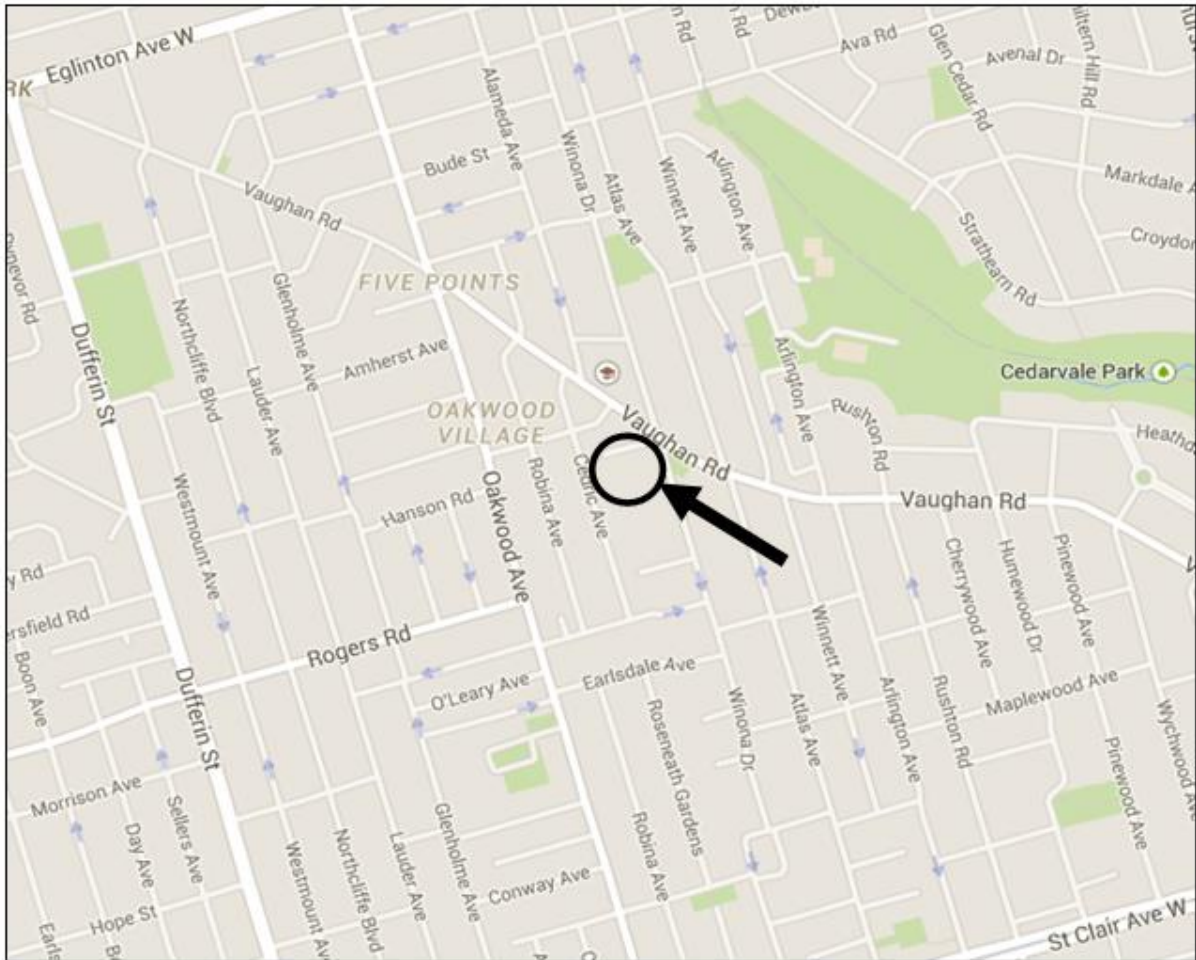 Eglinton Ave W
Ava Rd
Avenal Dr
Glen Cedar Rd
Alameda Ave
Bude St
Winona Dr
Atlas Ave
Winnett Ave
Arlington Ave
Markdale
Vaughan Rd
Strathearn Rd
FIVE POINTS
Glenholme Ave
Northcliffe Blvd
Dufferin St
Lauder Ave
Amherst Ave
Arlington Ave
Cedarvale Park
OAKWOOD
VILLAGE
Vaughan Rd
Rushton Rd
Robina Ave
Cedric Ave
Oakwood Ave
Hanson Rd
Westmount Ave
Vaughan Rd
Cherrywood Ave
Humewood Dr
Pinewood Ave
Rogers Rd
Boon Ave
Dufferin St
O'Leary Ave
Earlsdale Ave
Roseneath Gardens
Winona Dr
Atlas Ave
Winnett Ave
Arlington Ave
Rushton Rd
Maplewood Ave
Wychwood Ave
Pinewood Ave
Morrison Ave
Sellers Ave
Day Ave
Hope St
Westmount Av
Northcliffe Blvd
Lauder Ave
Glenholme Ave
Conway Ave
Robina Ave
St Clair Ave W